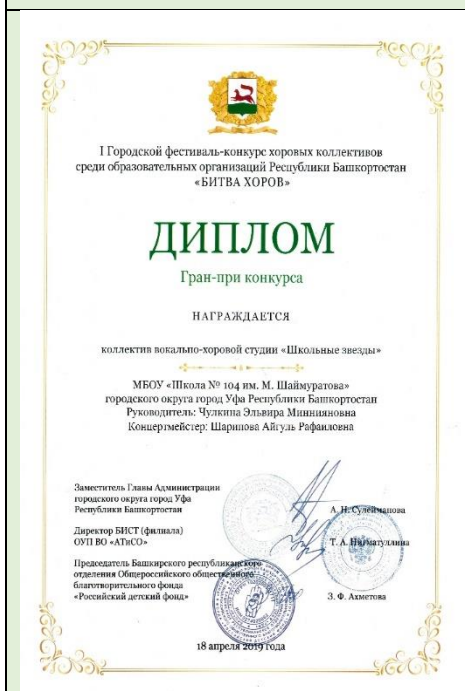 I Городской фестиваль-конкурс хоровых коллективов
среди образовательных организаций Республики Башкортостан
«БИТВА ХОРОВ»
ДИПЛОМ
Гран-при конкурса
НАГРАЖДАЕТСЯ
коллектив вокально-хоровой студии «Школьные звезды»
МБОУ «Школа № 104 им. М. Шаймуратова»
городского округа город Уфа Республики Башкортостан
Руководитель: Чулкина Эльвира Миннияновна
Концертмейстер: Шарипова Айгуль Рафаиловна
Заместитель Главы Администрации
городского округа город Уфа
Республики Башкортостан
А. Н. Сулейманова
Директор БИСТ (филиала)
ОУП ВО «АТиСО»
Т. А. Нигматуллина
Председатель Башкирского республиканского
отделения Общероссийского общественного
благотворительного фонда
«Российский детский фонд»
З. Ф. Ахметова
18 апреля 2019 года